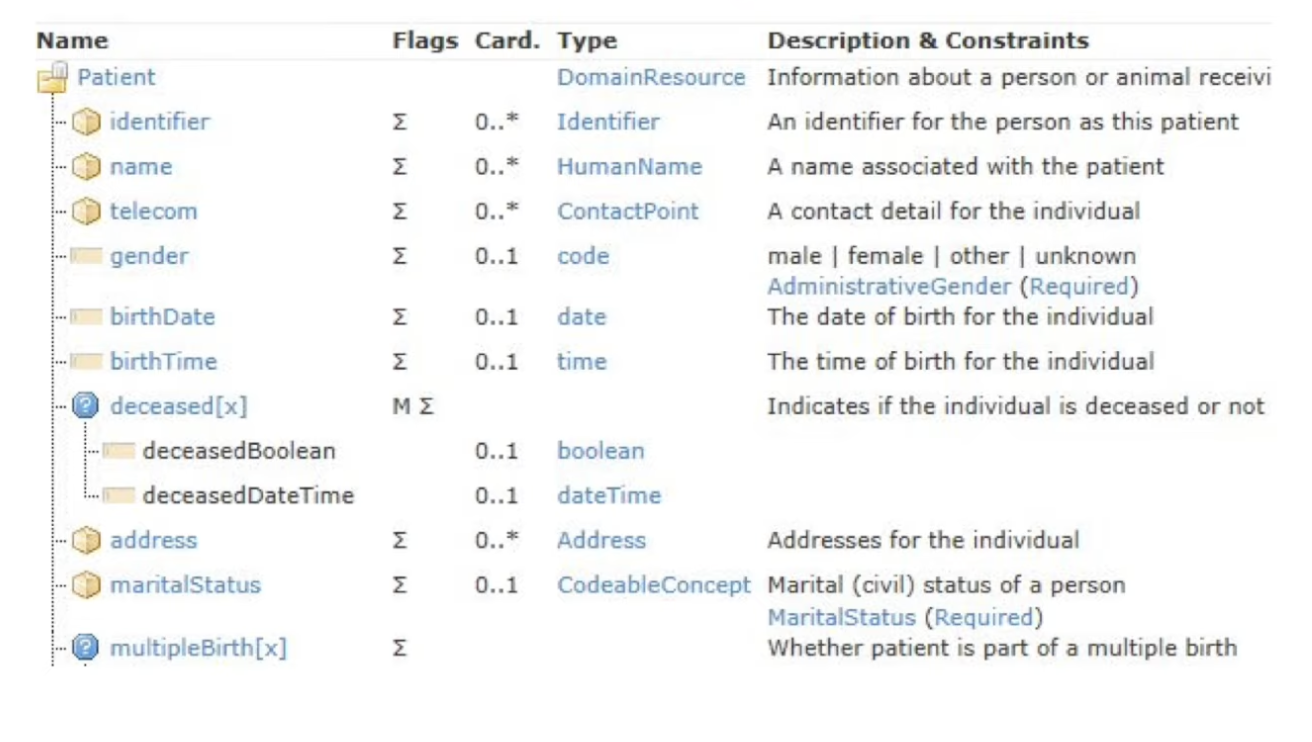 Name Flags Card. Type Description & Constraints
Patient DomainResource Information about a person or animal receivi
identifier Σ 0..* Identifier An identifier for the person as this patient
name Σ 0..* HumanName A name associated with the patient
telecom Σ 0..* ContactPoint A contact detail for the individual
gender Σ 0..1 code male | female | other | unknown
AdministrativeGender (Required)
birthDate Σ 0..1 date The date of birth for the individual
birthTime Σ 0..1 time The time of birth for the individual
deceased[x] M Σ Indicates if the individual is deceased or not
deceasedBoolean 0..1 boolean
deceasedDateTime 0..1 dateTime
address Σ 0..* Address Addresses for the individual
maritalStatus Σ 0..1 CodeableConcept Marital (civil) status of a person
MaritalStatus (Required)
multipleBirth[x] Σ Whether patient is part of a multiple birth